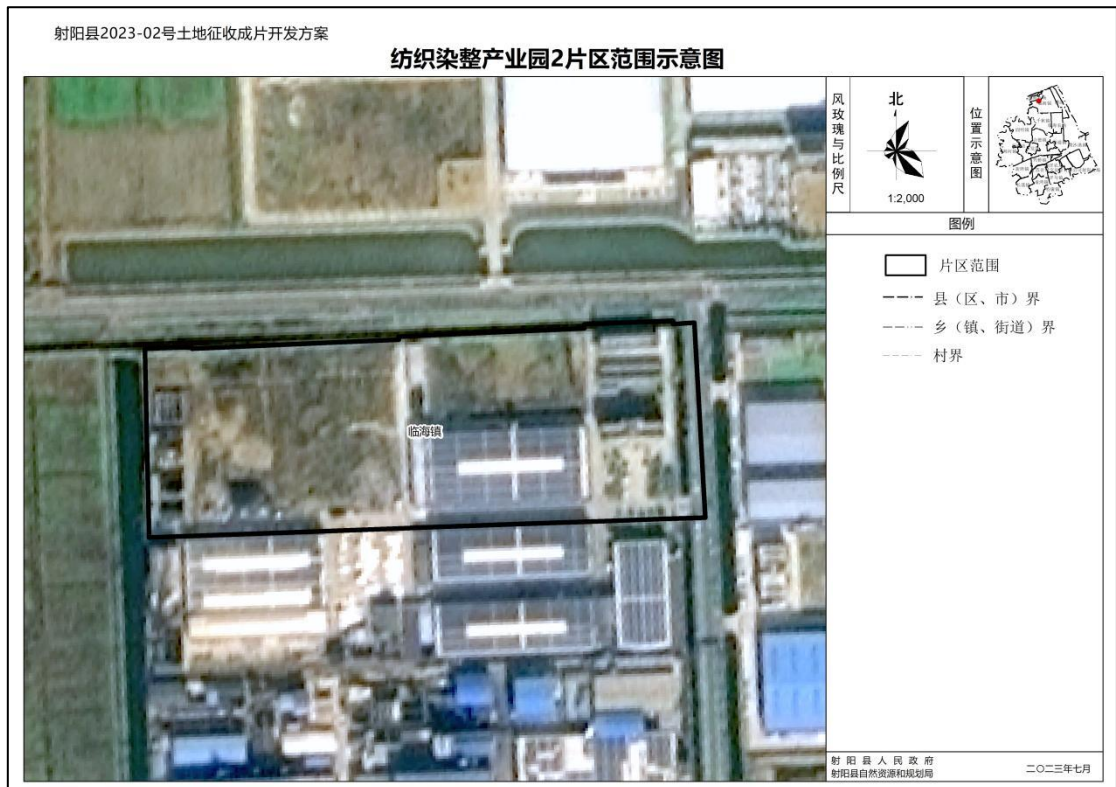 射阳县2023-02号土地征收成片开发方案
纺织染整产业园2片区范围示意图
风玫瑰与比例尺
北
1:2,000
位置示意图
图例
片区范围
县（区、市）界
乡（镇、街道）界
村界
临海镇
射阳县人民政府
射阳县自然资源和规划局
二〇二三年七月